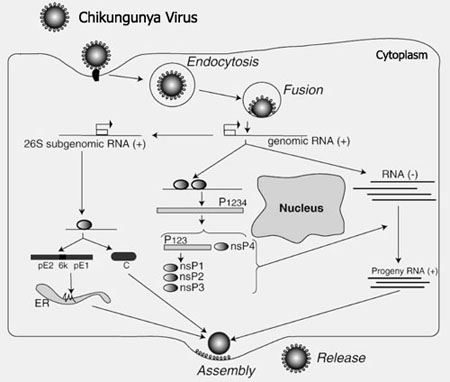 Chikungunya Virus
Cytoplasm
Endocytosis
Fusion
26S subgenomic RNA (+)
genomic RNA (+)
RNA (-)
P1234
Nucleus
P123
nsP4
nsP1
nsP2
nsP3
pE2 6k pE1
C
ER
Progeny RNA (+)
Assembly
Release